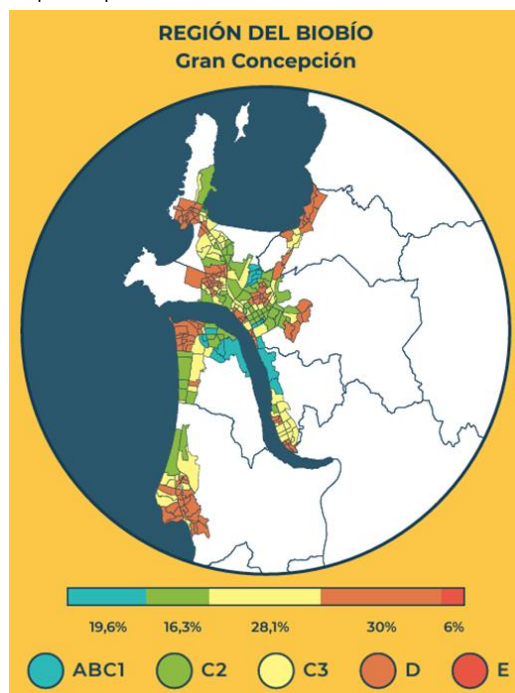 REGIÓN DEL BIOBÍO
Gran Concepción
19,6% 16,3% 28,1% 30% 6%
ABC1 C2 C3 D E